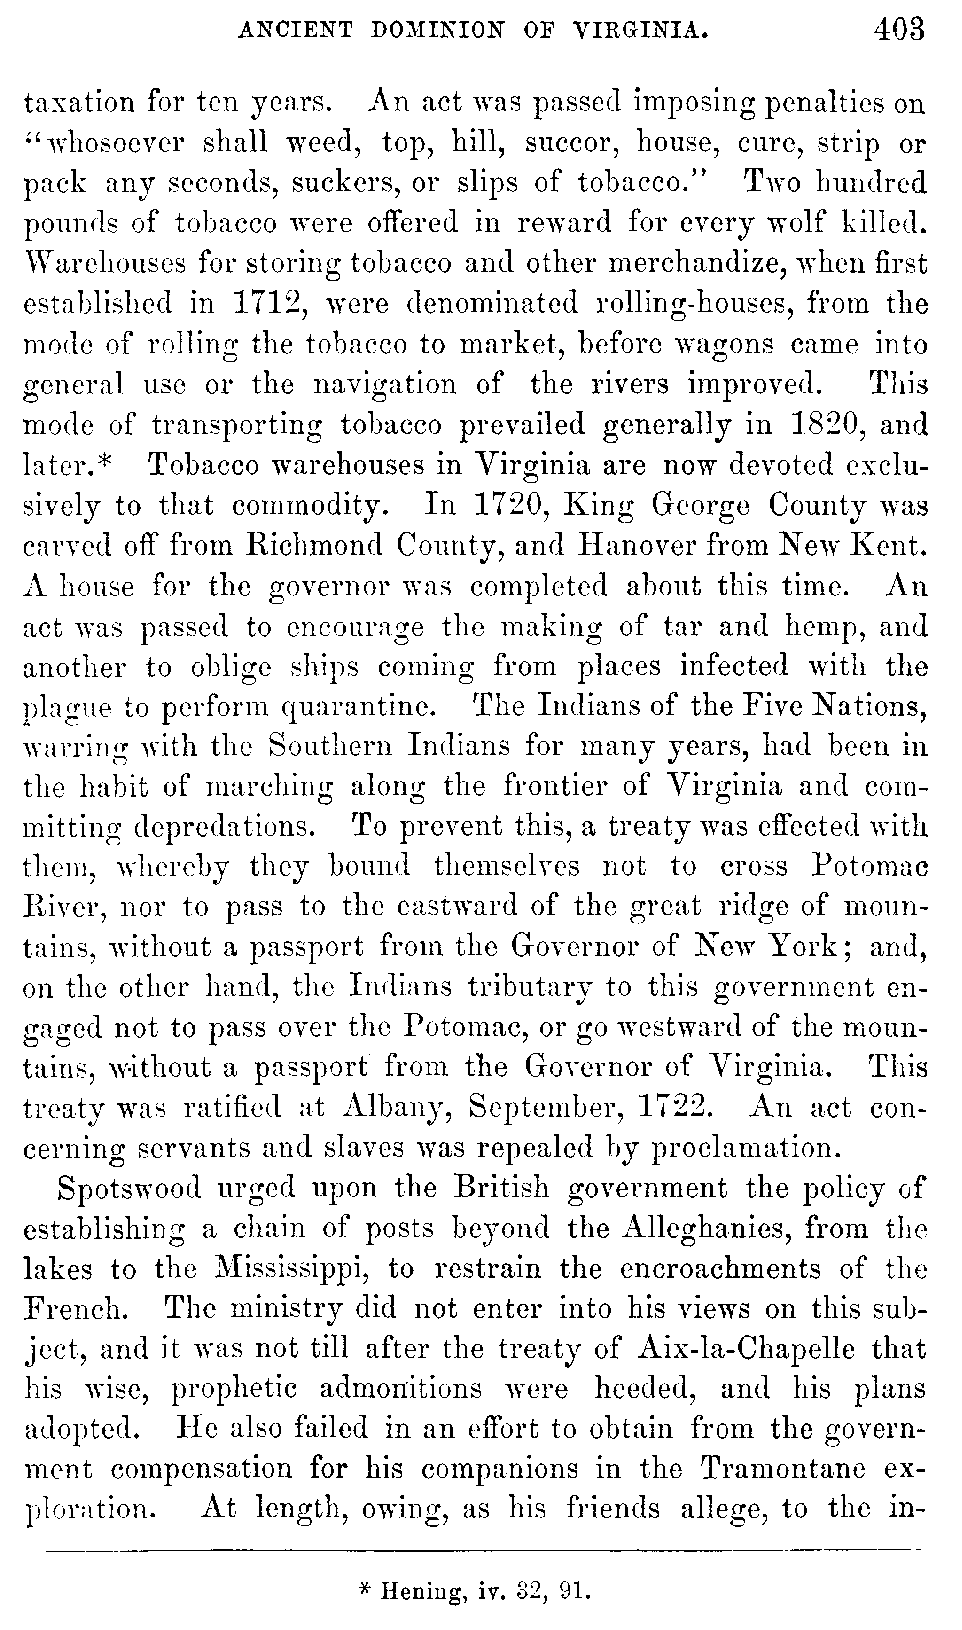 ANCIENT DOMINION OF VIRGINIA. 403
taxation for ten years. An act was passed imposing penalties on
"whosoever shall weed, top, hill, succor, house, cure, strip or
pack any seconds, suckers, or slips of tobacco." Two hundred
pounds of tobacco were offered in reward for every wolf killed.
Warehouses for storing tobacco and other merchandize, when first
established in 1712, were denominated rolling-houses, from the
mode of rolling the tobacco to market, before wagons came into
general use or the navigation of the rivers improved. This
mode of transporting tobacco prevailed generally in 1820, and
later.* Tobacco warehouses in Virginia are now devoted exclu-
sively to that commodity. In 1720, King George County was
carved off from Richmond County, and Hanover from New Kent.
A house for the governor was completed about this time. An
act was passed to encourage the making of tar and hemp, and
another to oblige ships coming from places infected with the
plague to perform quarantine. The Indians of the Five Nations,
warring with the Southern Indians for many years, had been in
the habit of marching along the frontier of Virginia and com-
mitting depredations. To prevent this, a treaty was effected with
them, whereby they bound themselves not to cross Potomac
River, nor to pass to the eastward of the great ridge of moun-
tains, without a passport from the Governor of New York; and,
on the other hand, the Indians tributary to this government en-
gaged not to pass over the Potomac, or go westward of the moun-
tains, without a passport from the Governor of Virginia. This
treaty was ratified at Albany, September, 1722. An act con-
cerning servants and slaves was repealed by proclamation.
Spotswood urged upon the British government the policy of
establishing a chain of posts beyond the Alleghanies, from the
lakes to the Mississippi, to restrain the encroachments of the
French. The ministry did not enter into his views on this sub-
ject, and it was not till after the treaty of Aix-la-Chapelle that
his wise, prophetic admonitions were heeded, and his plans
adopted. He also failed in an effort to obtain from the govern-
ment compensation for his companions in the Tramontane ex-
ploration. At length, owing, as his friends allege, to the in-
* Hening, iv. 32, 91.